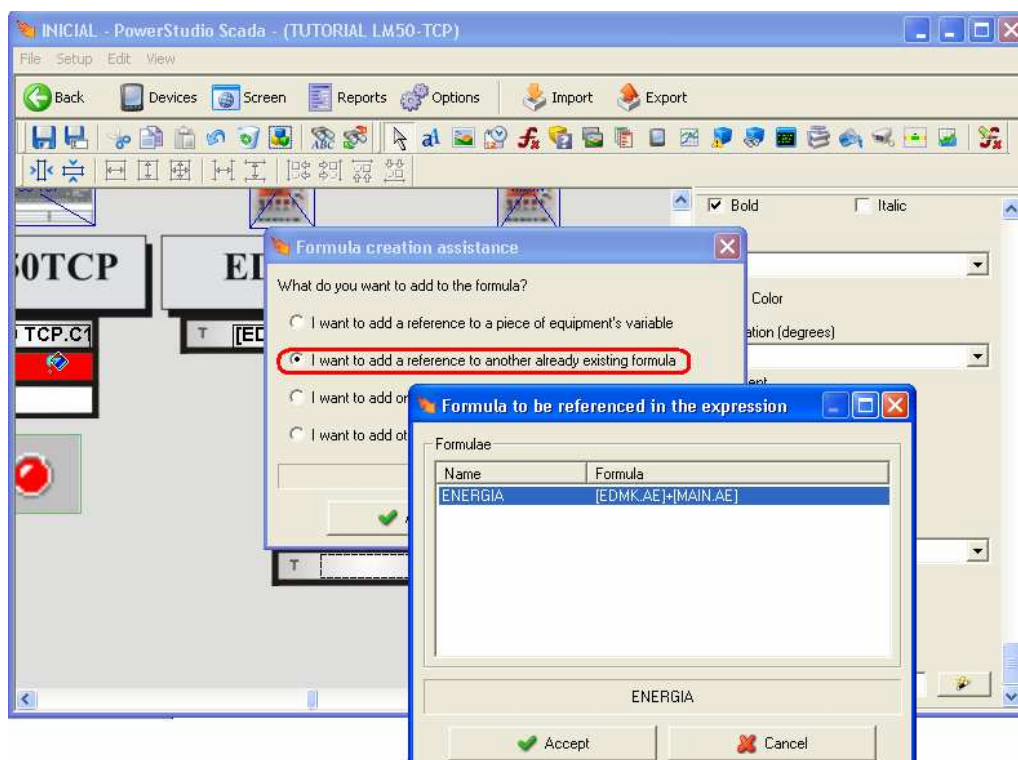 INICIAL - PowerStudio Scada - (TUTORIAL LM50-TCP)
File Setup Edit View
Back Devices Screen Reports Options Import Export
Bold Italic
50TCP
Formula creation assistance
What do you want to add to the formula?
I want to add a reference to a piece of equipment's variable
Color
TCP.C1
T
I want to add a reference to another already existing formula
(degrees)
I want to add
Formula to be referenced in the expression
I want to add
Formulae
Name Formula
ENERGIA [EDMK.AE]+[MAIN.AE]
T
ENERGIA
Accept Cancel